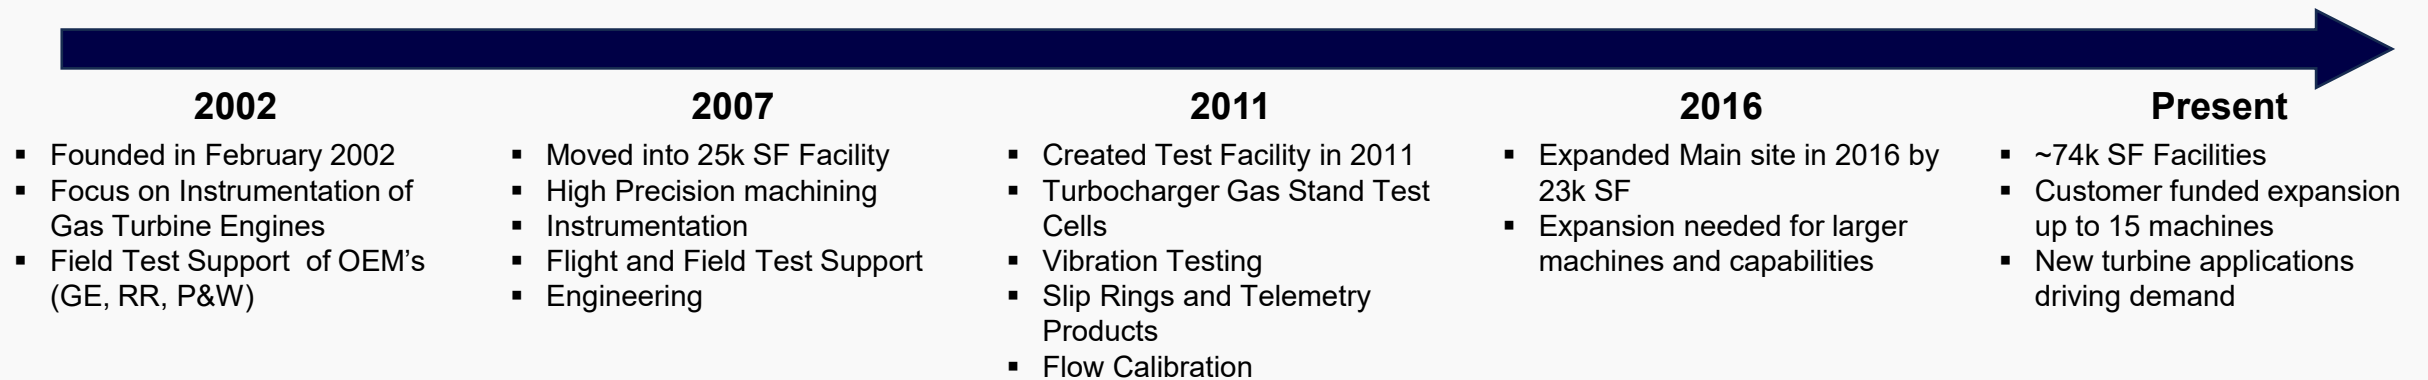 2002
▪ Founded in February 2002
▪ Focus on Instrumentation of
Gas Turbine Engines
▪ Field Test Support  of OEM’s
(GE, RR, P&W)
2007
▪ Moved into 25k SF Facility
▪ High Precision machining
▪ Instrumentation
▪ Flight and Field Test Support
▪ Engineering
2011
▪ Created Test Facility in 2011
▪ Turbocharger Gas Stand Test
Cells
▪ Vibration Testing
▪ Slip Rings and Telemetry
Products
▪ Flow Calibration
2016
▪ Expanded Main site in 2016 by
23k SF
▪ Expansion needed for larger
machines and capabilities
Present
▪ ~74k SF Facilities
▪ Customer funded expansion
up to 15 machines
▪ New turbine applications
driving demand